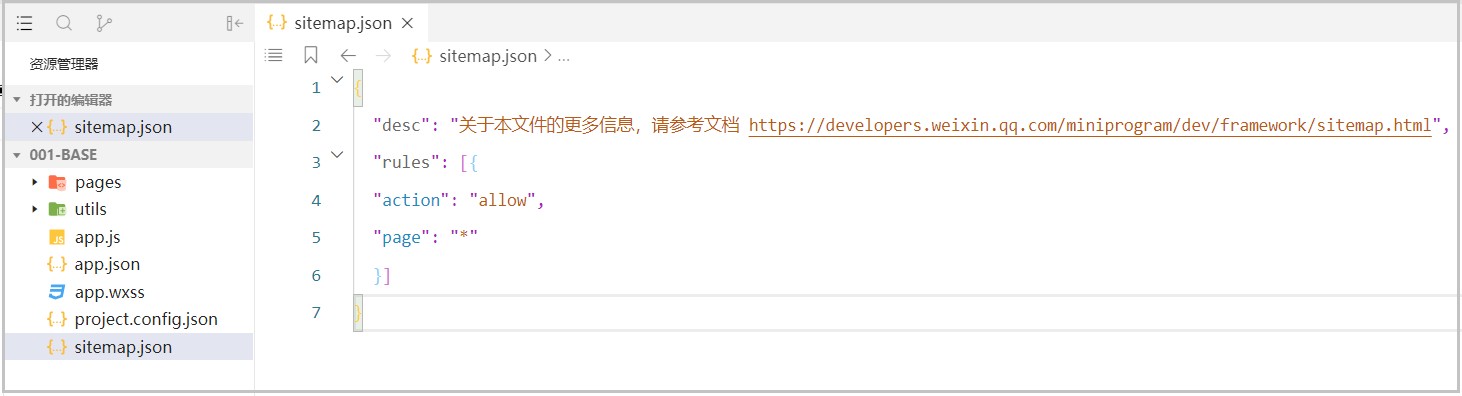 sitemap.json
资源管理器
sitemap.json > ...
打开的编辑器
sitemap.json
001-BASE
pages
utils
JS app.js
app.json
app.wxss
project.config.json
sitemap.json
1 {
2 "desc": "关于本文件的更多信息，请参考文档 https://developers.weixin.qq.com/miniprogram/dev/framework/sitemap.html",
3 "rules": [{
4 "action": "allow",
5 "page": "*"
6 }]
7 }